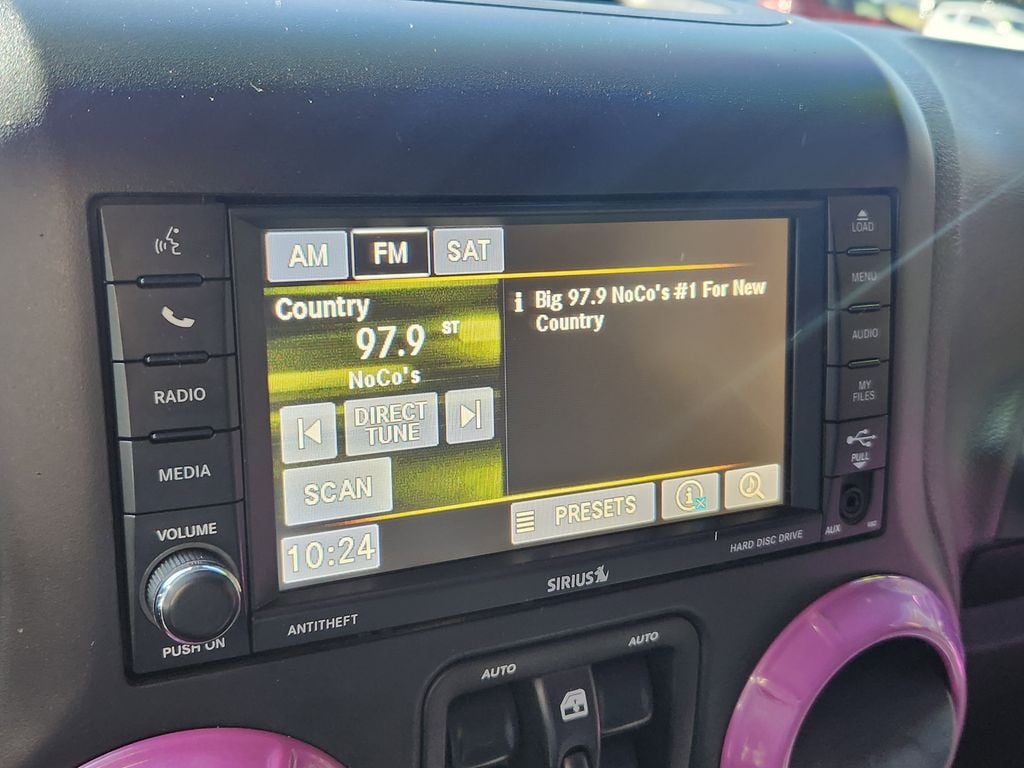 AM
FM
SAT
Country
97.9 ST
NoCo's
DIRECT
TUNE
SCAN
10:24
i Big 97.9 NoCo's #1 For New
Country
PRESETS
RADIO
MEDIA
VOLUME
PUSH ON
ANTITHEFT
SIRIUS
HARD DISC DRIVE
LOAD
MENU
AUDIO
MY
FILES
PULL
AUX
AUTO
AUTO